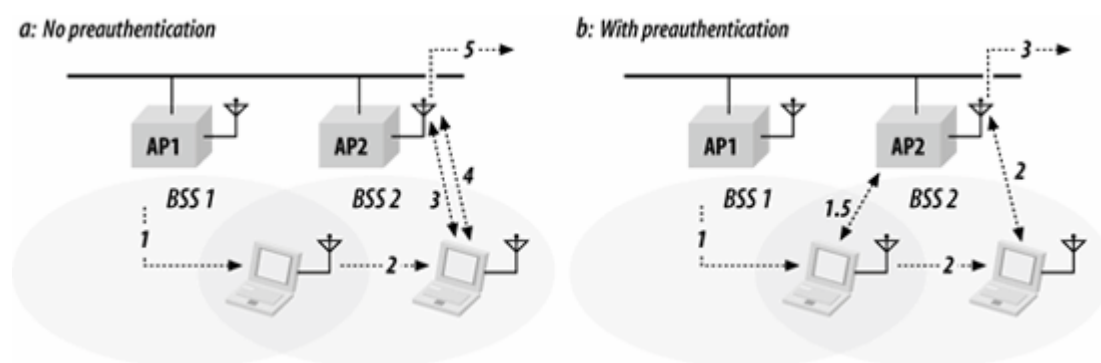 a: No preauthentication
5
AP1
AP2
4
3
BSS 1
BSS 2
1
2
b: With preauthentication
3
AP1
AP2
2
BSS 1
BSS 2
1.5
1
2